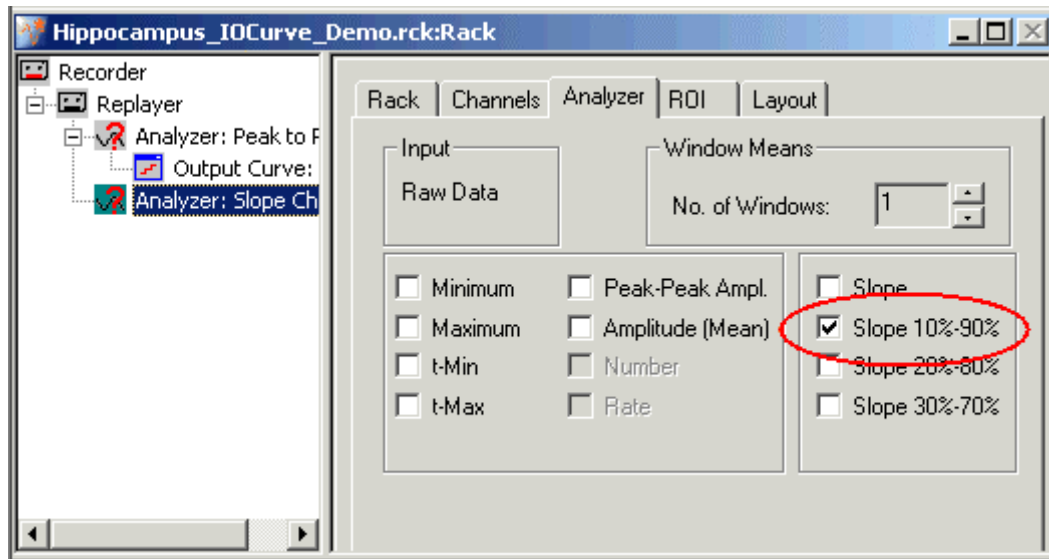 Hippocampus_IOCurve_Demo.rck:Rack
Recorder
Replayer
Analyzer: Peak to
Output Curve:
Analyzer: Slope Ch
Rack Channels Analyzer ROI Layout
Input
Raw Data
Window Means
No. of Windows: 1
Minimum Peak-Peak Ampl. Slope
Maximum Amplitude (Mean) Slope 10%-90%
t-Min Number Slope 20%-80%
t-Max Rate Slope 30%-70%